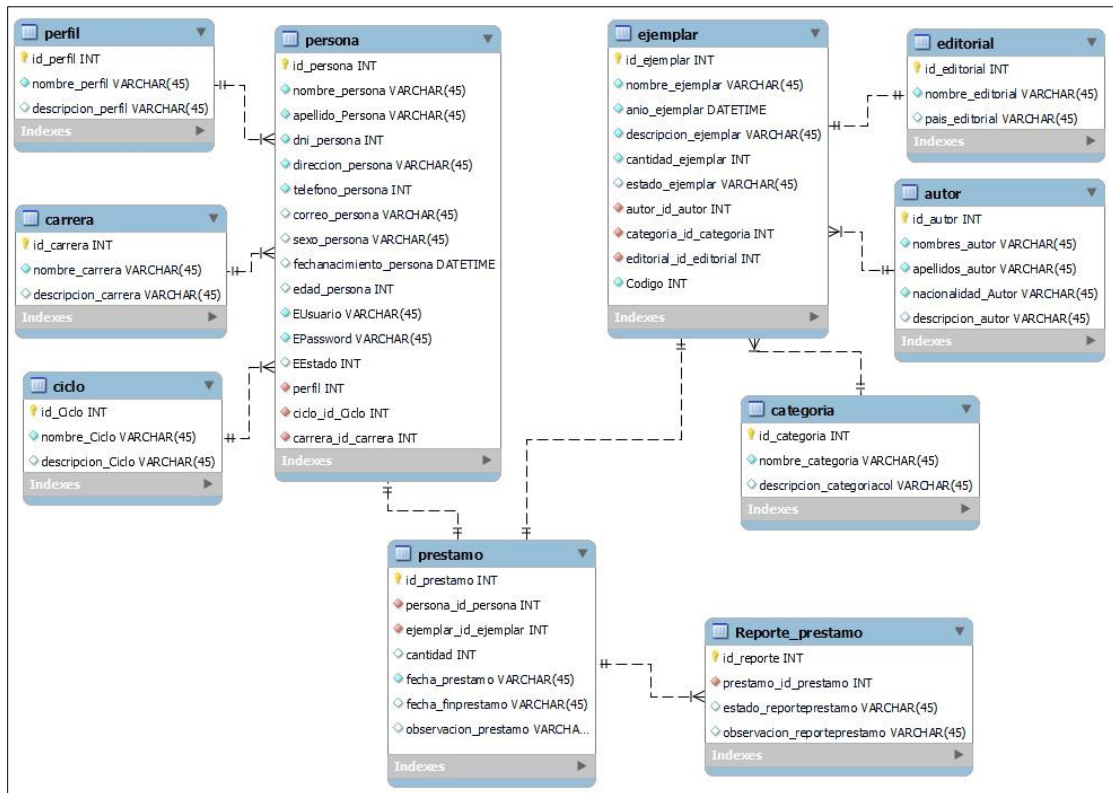 perfil
id_perfil INT
nombre_perfil VARCHAR(45)
descripcion_perfil VARCHAR(45)
Indexes
carrera
id_carrera INT
nombre_carrera VARCHAR(45)
descripcion_carrera VARCHAR(45)
Indexes
ciclo
id_Ciclo INT
nombre_Ciclo VARCHAR(45)
descripcion_Ciclo VARCHAR(45)
Indexes
persona
id_persona INT
nombre_persona VARCHAR(45)
apellido_Persona VARCHAR(45)
dni_persona INT
direccion_persona VARCHAR(45)
telefono_persona INT
correo_persona VARCHAR(45)
sexo_persona VARCHAR(45)
fechanacimiento_persona DATETIME
edad_persona INT
EUsuario VARCHAR(45)
EPassword VARCHAR(45)
EEstado INT
perfil INT
ciclo_id_Ciclo INT
carrera_id_carrera INT
Indexes
ejemplar
id_ejemplar INT
nombre_ejemplar VARCHAR(45)
anio_ejemplar DATETIME
descripcion_ejemplar VARCHAR(45)
cantidad_ejemplar INT
estado_ejemplar VARCHAR(45)
autor_id_autor INT
categoria_id_categoria INT
editorial_id_editorial INT
Codigo INT
Indexes
editorial
id_editorial INT
nombre_editorial VARCHAR(45)
pais_editorial VARCHAR(45)
Indexes
autor
id_autor INT
nombres_autor VARCHAR(45)
apellidos_autor VARCHAR(45)
nacionalidad_Autor VARCHAR(45)
descripcion_autor VARCHAR(45)
Indexes
categoria
id_categoria INT
nombre_categoria VARCHAR(45)
descripcion_categoriacol VARCHAR(45)
Indexes
prestamo
id_prestamo INT
persona_id_persona INT
ejemplar_id_ejemplar INT
cantidad INT
fecha_prestamo VARCHAR(45)
fecha_finprestamo VARCHAR(45)
observacion_prestamo VARCHA...
Indexes
Reporte_prestamo
id_reporte INT
prestamo_id_prestamo INT
estado_reporteprestamo VARCHAR(45)
observacion_reporteprestamo VARCHAR(45)
Indexes